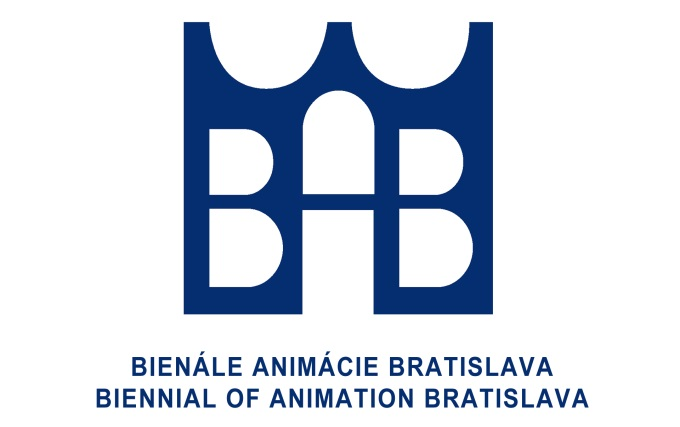 BAB
BIENÁLE ANIMÁCIE BRATISLAVA
BIENNIAL OF ANIMATION BRATISLAVA